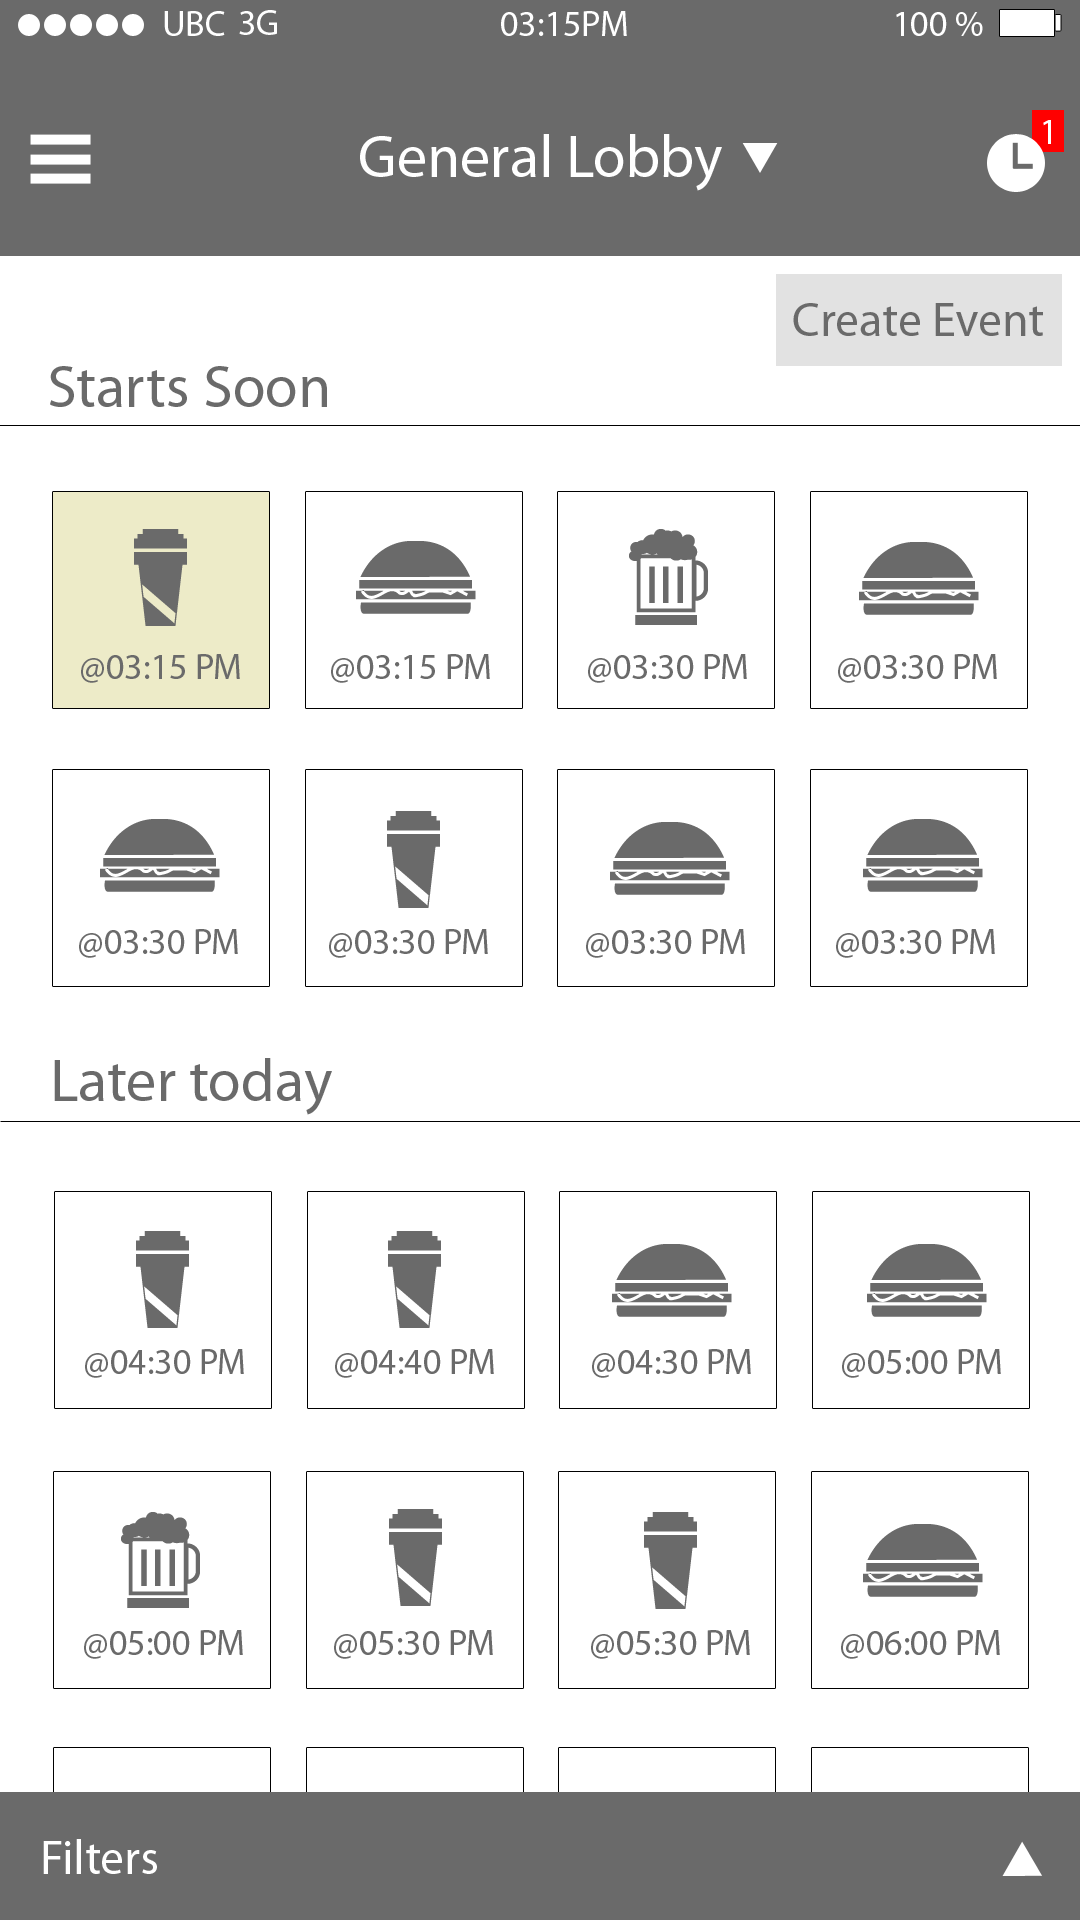 UBC 3G 03:15PM 100 %
General Lobby
1
Create Event
Starts Soon
@03:15 PM @03:15 PM @03:30 PM @03:30 PM
@03:30 PM @03:30 PM @03:30 PM @03:30 PM
Later today
@04:30 PM @04:40 PM @04:30 PM @05:00 PM
@05:00 PM @05:30 PM @05:30 PM @06:00 PM
Filters